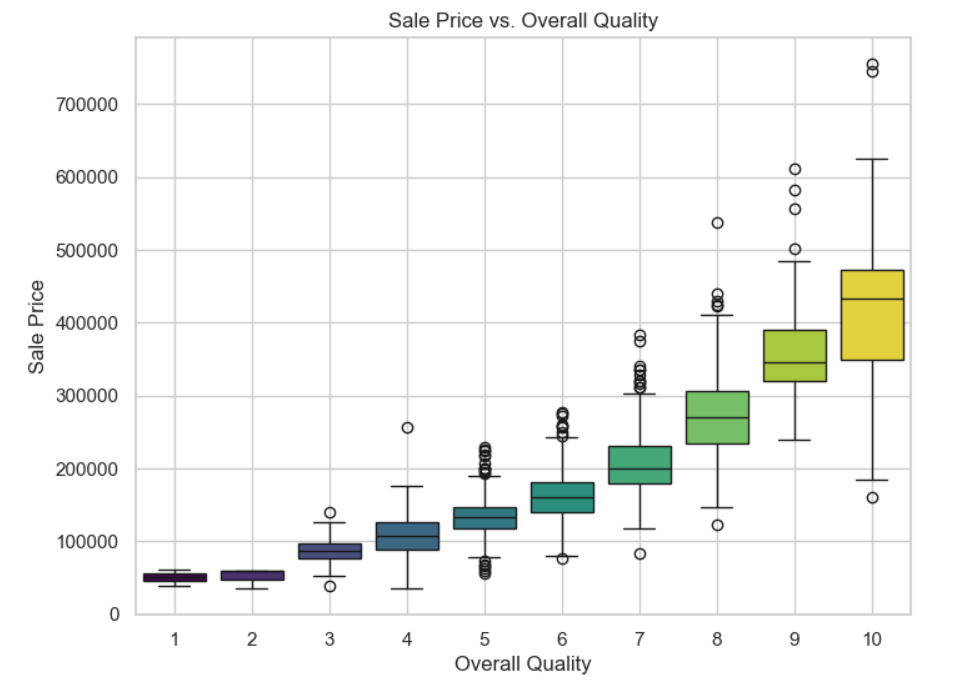 Sale Price vs. Overall Quality
700000
600000
500000
400000
300000
200000
100000
0
Sale Price
1 2 3 4 5 6 7 8 9 10
Overall Quality